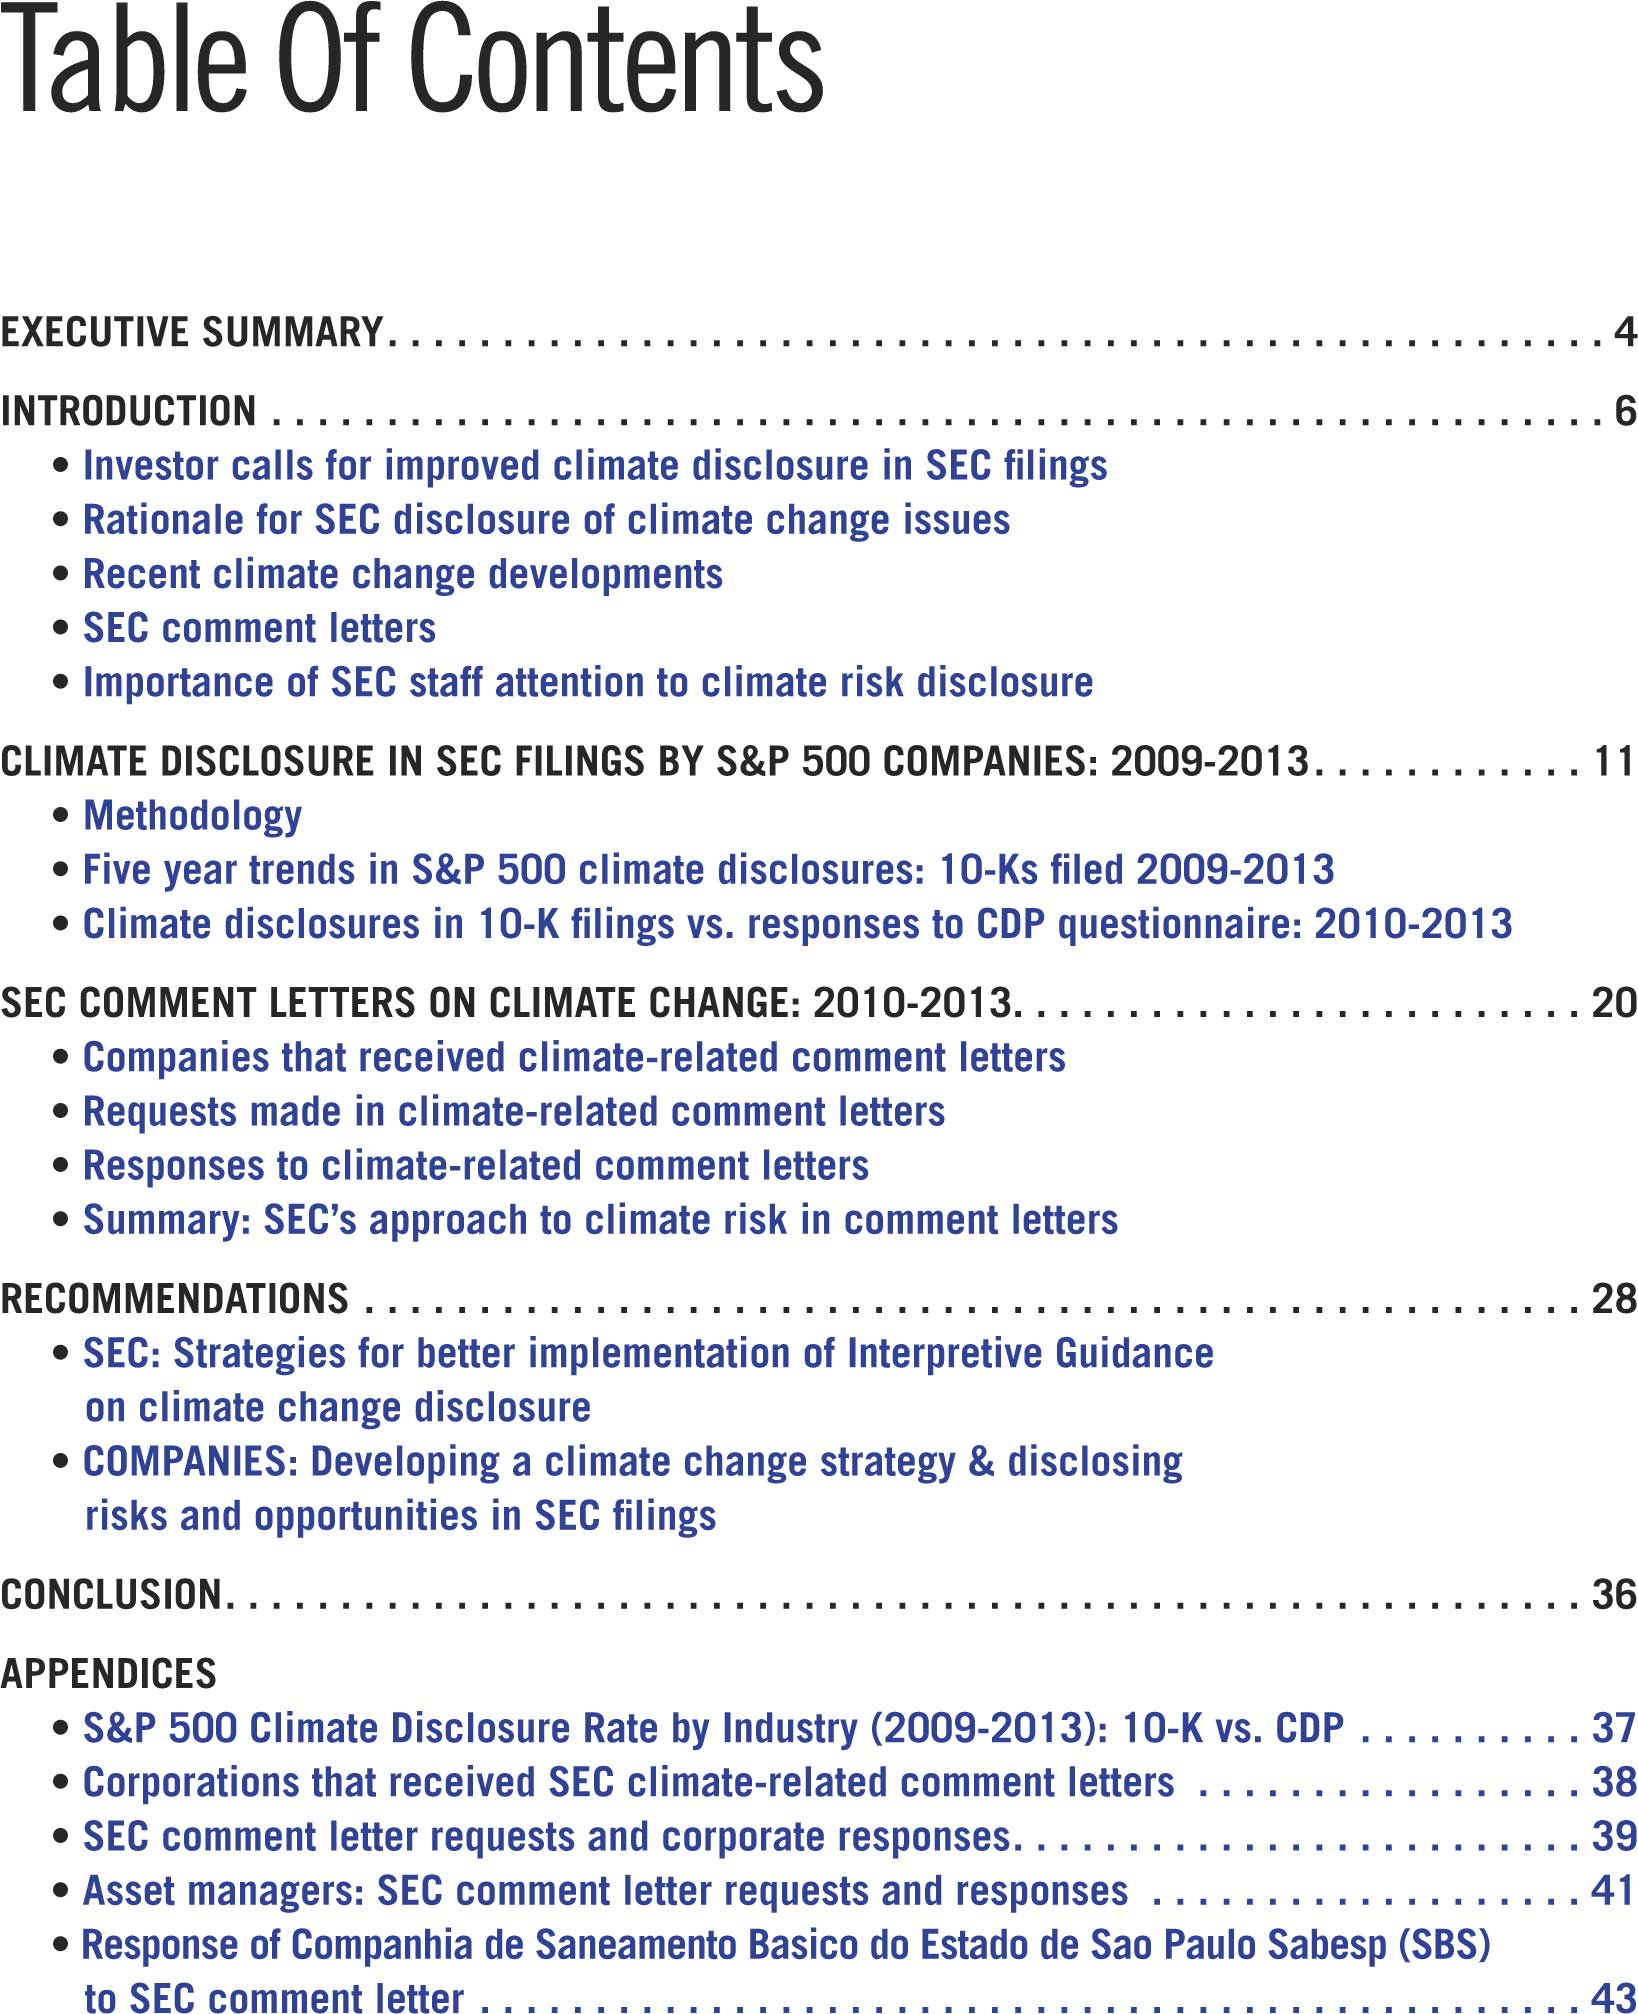 Table Of Contents
EXECUTIVE SUMMARY. . . . . . . . . . . . . . . . . . . . . . . . . . . . . . . . . . . . . . . . . . . . . . . . . . . . . 4
INTRODUCTION . . . . . . . . . . . . . . . . . . . . . . . . . . . . . . . . . . . . . . . . . . . . . . . . . . . . . . . . . . 6
• Investor calls for improved climate disclosure in SEC filings
• Rationale for SEC disclosure of climate change issues
• Recent climate change developments
• SEC comment letters
• Importance of SEC staff attention to climate risk disclosure
CLIMATE DISCLOSURE IN SEC FILINGS BY S&P 500 COMPANIES: 2009-2013. . . . . . . . . . . . 11
• Methodology
• Five year trends in S&P 500 climate disclosures: 10-Ks filed 2009-2013
• Climate disclosures in 10-K filings vs. responses to CDP questionnaire: 2010-2013
SEC COMMENT LETTERS ON CLIMATE CHANGE: 2010-2013. . . . . . . . . . . . . . . . . . . . . . . . . 20
• Companies that received climate-related comment letters
• Requests made in climate-related comment letters
• Responses to climate-related comment letters
• Summary: SEC’s approach to climate risk in comment letters
RECOMMENDATIONS . . . . . . . . . . . . . . . . . . . . . . . . . . . . . . . . . . . . . . . . . . . . . . . . . . . . . 28
• SEC: Strategies for better implementation of Interpretive Guidance
on climate change disclosure
• COMPANIES: Developing a climate change strategy & disclosing
risks and opportunities in SEC filings
CONCLUSION. . . . . . . . . . . . . . . . . . . . . . . . . . . . . . . . . . . . . . . . . . . . . . . . . . . . . . . . . . . 36
APPENDICES
• S&P 500 Climate Disclosure Rate by Industry (2009-2013): 10-K vs. CDP . . . . . . . . . . 37
• Corporations that received SEC climate-related comment letters . . . . . . . . . . . . . . . . . 38
• SEC comment letter requests and corporate responses. . . . . . . . . . . . . . . . . . . . . . . . . 39
• Asset managers: SEC comment letter requests and responses . . . . . . . . . . . . . . . . . . . 41
• Response of Companhia de Saneamento Basico do Estado de Sao Paulo Sabesp (SBS)
to SEC comment letter . . . . . . . . . . . . . . . . . . . . . . . . . . . . . . . . . . . . . . . . . . . . . . . . 43